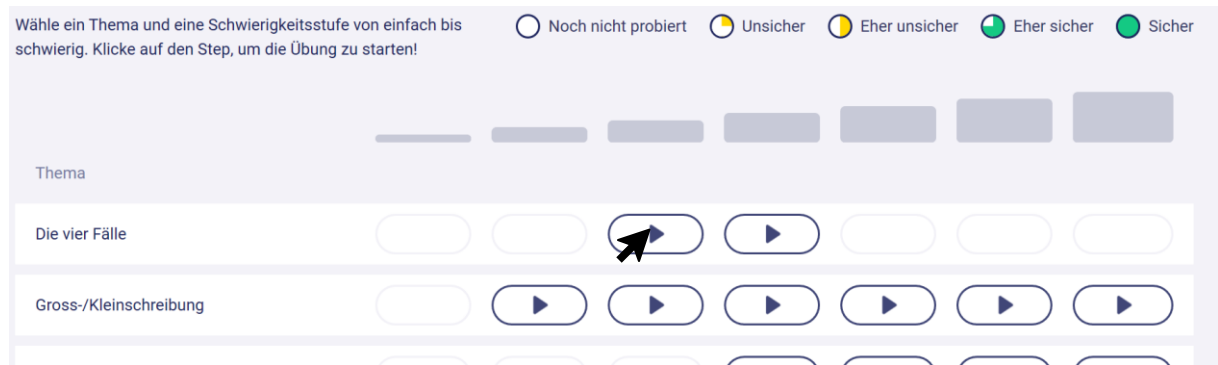 Wähle ein Thema und eine Schwierigkeitsstufe von einfach bis
schwierig. Klicke auf den Step, um die Übung zu starten!
Noch nicht probiert Unsicher Eher unsicher Eher sicher Sicher
Thema
Die vier Fälle
Gross-/Kleinschreibung